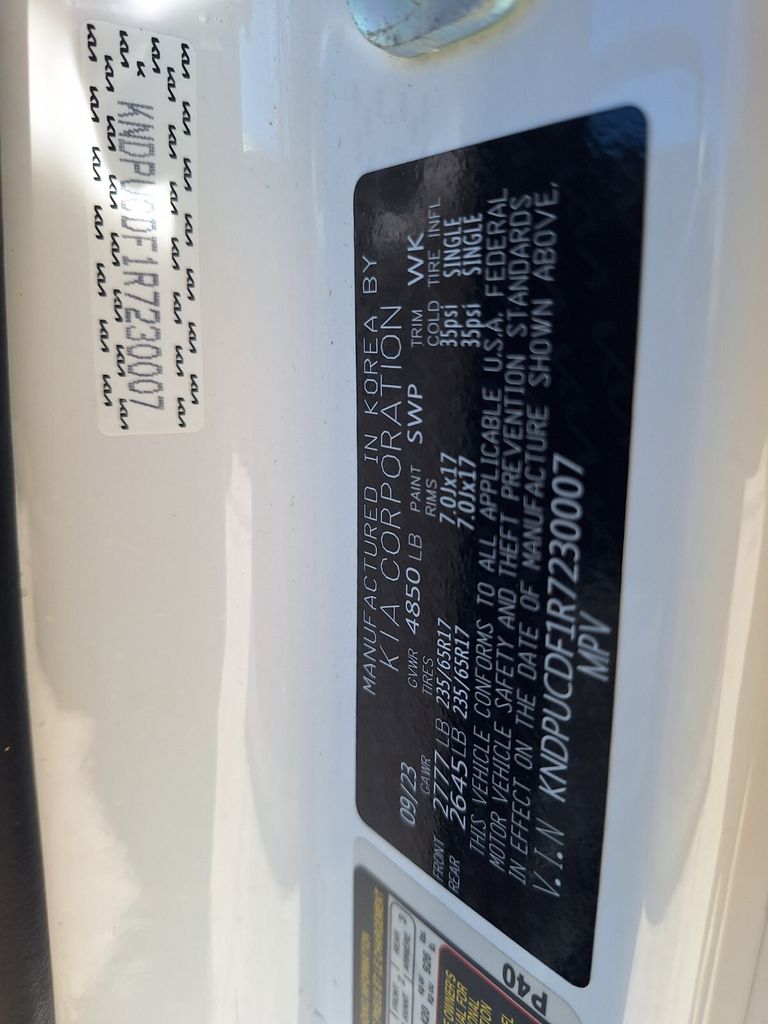 KNDPUCDF1R7230007
MANUFACTURED IN KOREA BY
KIA CORPORATION
09/23 GVWR 4850 LB PAINT SWP TRIM WK
GAWR TIRES RIMS COLD TIRE INFL
FRONT 2777 LB 235/65R17 7.0Jx17 35psi SINGLE
REAR 2645 LB 235/65R17 7.0Jx17 35psi SINGLE
THIS VEHICLE CONFORMS TO ALL APPLICABLE U.S.A. FEDERAL
MOTOR VEHICLE SAFETY AND THEFT PREVENTION STANDARDS
IN EFFECT ON THE DATE OF MANUFACTURE SHOWN ABOVE.
V.I.N KNDPUCDF1R7230007
MPV
P40